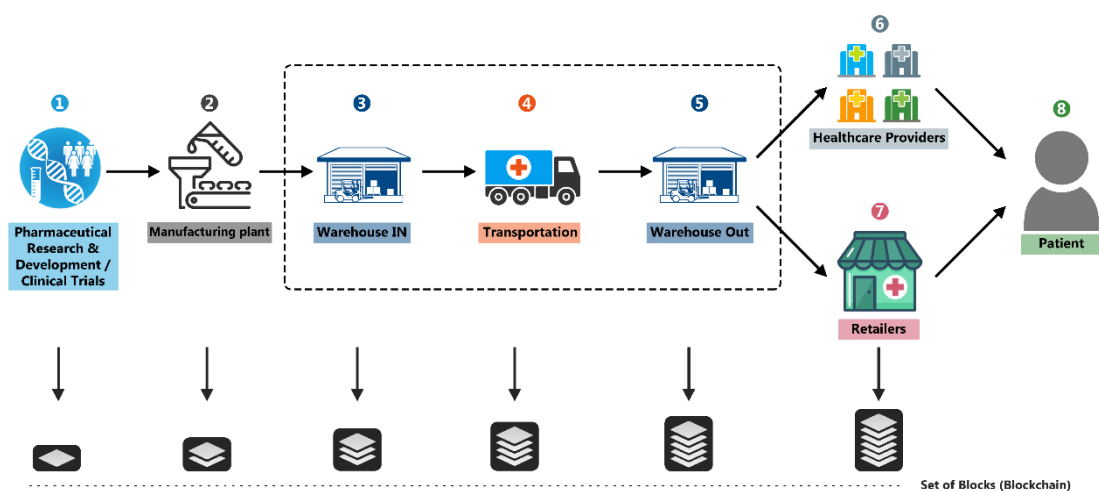 1
2
3
4
5
6
7
8
Pharmaceutical
Research &
Development /
Clinical Trials
Manufacturing plant
Warehouse IN
Transportation
Warehouse Out
Healthcare Providers
Retailers
Patient
Set of Blocks (Blockchain)